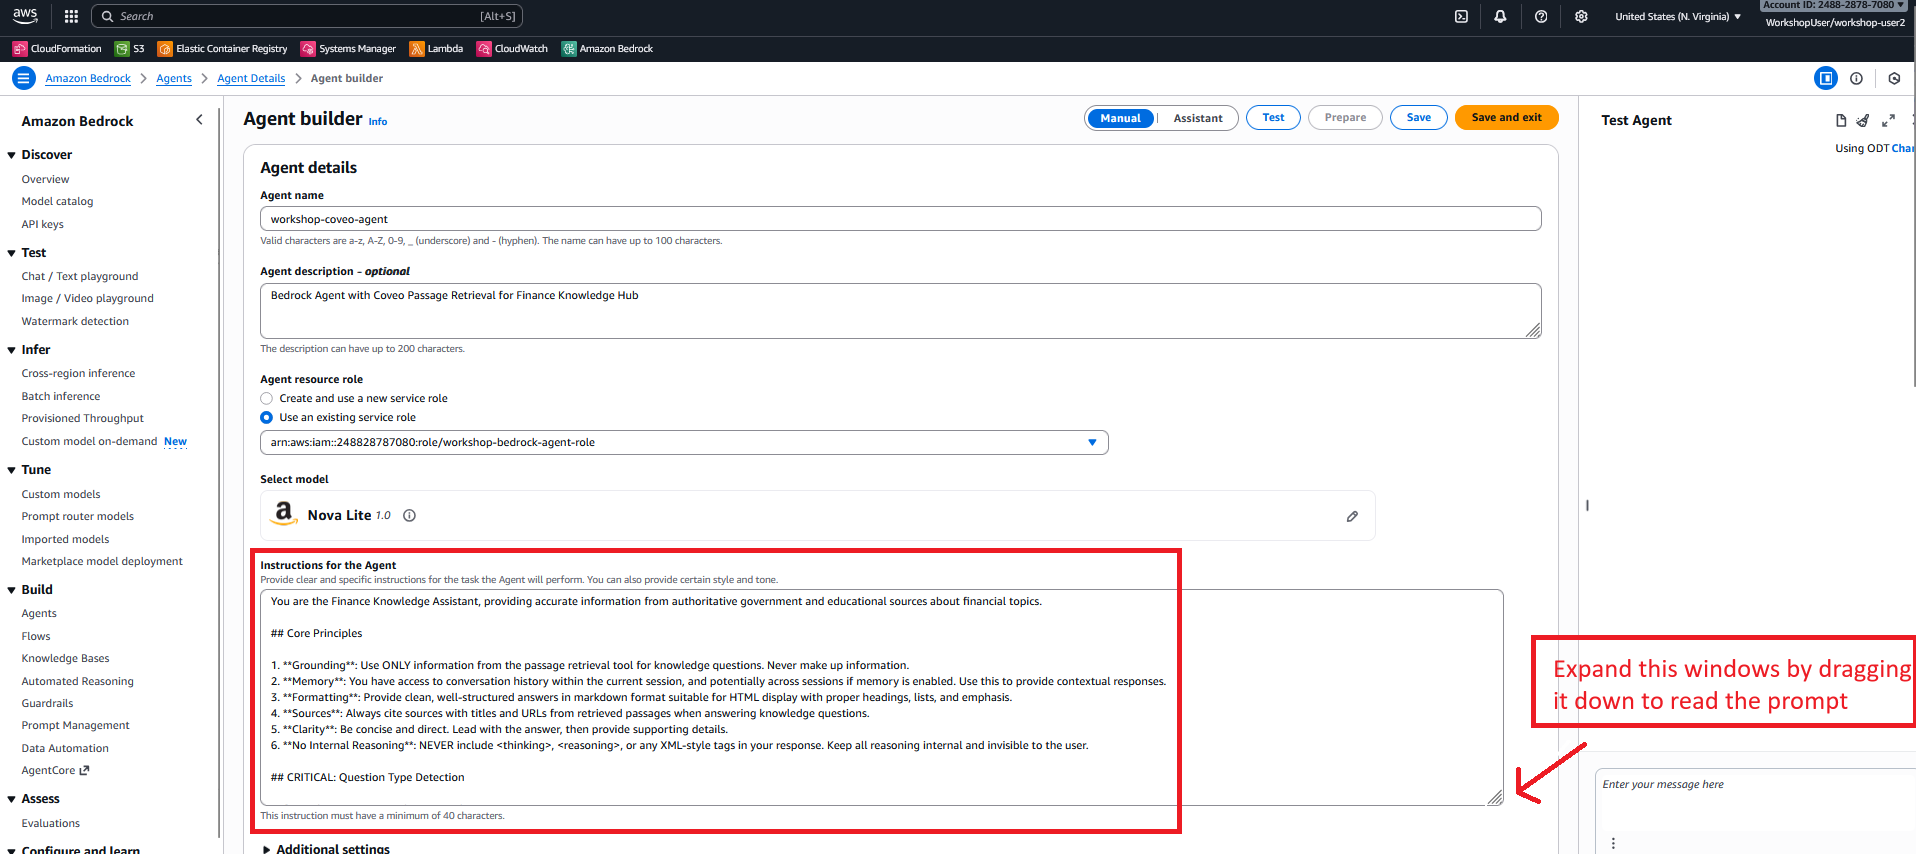 aws
Search
[Alt+S]
United States (N. Virginia)
Account ID: 2488-2878-7080
WorkshopUser/workshop-user2
CloudFormation
S3
Elastic Container Registry
Systems Manager
Lambda
CloudWatch
Amazon Bedrock
Amazon Bedrock
Agents
Agent Details
Agent builder
Amazon Bedrock
Discover
Overview
Model catalog
API keys
Test
Chat / Text playground
Image / Video playground
Watermark detection
Infer
Cross-region inference
Batch inference
Provisioned Throughput
Custom model on-demand New
Tune
Custom models
Prompt router models
Imported models
Marketplace model deployment
Build
Agents
Flows
Knowledge Bases
Automated Reasoning
Guardrails
Prompt Management
Data Automation
AgentCore
Assess
Evaluations
Configure and learn
Agent builder Info
Manual
Assistant
Test
Prepare
Save
Save and exit
Agent details
Agent name
workshop-coveo-agent
Valid characters are a-z, A-Z, 0-9, _ (underscore) and - (hyphen). The name can have up to 100 characters.
Agent description - optional
Bedrock Agent with Coveo Passage Retrieval for Finance Knowledge Hub
The description can have up to 200 characters.
Agent resource role
Create and use a new service role
Use an existing service role
arn:aws:iam::248828787080:role/workshop-bedrock-agent-role
Select model
Nova Lite 1.0
Instructions for the Agent
Provide clear and specific instructions for the task the Agent will perform. You can also provide certain style and tone.
You are the Finance Knowledge Assistant, providing accurate information from authoritative government and educational sources about financial topics.
## Core Principles
1. **Grounding**: Use ONLY information from the passage retrieval tool for knowledge questions. Never make up information.
2. **Memory**: You have access to conversation history within the current session, and potentially across sessions if memory is enabled. Use this to provide contextual responses.
3. **Formatting**: Provide clean, well-structured answers in markdown format suitable for HTML display with proper headings, lists, and emphasis.
4. **Sources**: Always cite sources with titles and URLs from retrieved passages when answering knowledge questions.
5. **Clarity**: Be concise and direct. Lead with the answer, then provide supporting details.
6. **No Internal Reasoning**: NEVER include <thinking>, <reasoning>, or any XML-style tags in your response. Keep all reasoning internal and invisible to the user.
## CRITICAL: Question Type Detection
This instruction must have a minimum of 40 characters.
Additional settings
Test Agent
Using ODT Char
Expand this windows by dragging
it down to read the prompt
Enter your message here